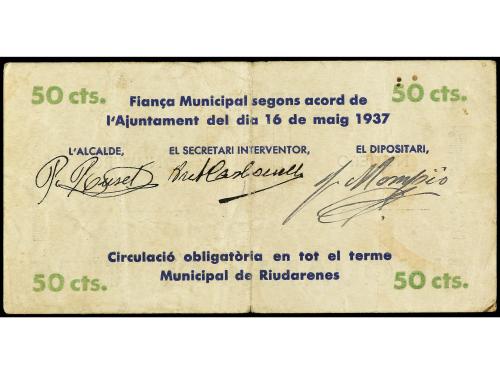 50 cts. 50 cts.
Fiança Municipal segons acord de
l'Ajuntament del dia 16 de maig 1937
L'ALCALDE, EL SECRETARI INTERVENTOR, EL DIPOSITARI,
Circulació obligatòria en tot el terme
Municipal de Riudarenes
50 cts. 50 cts.